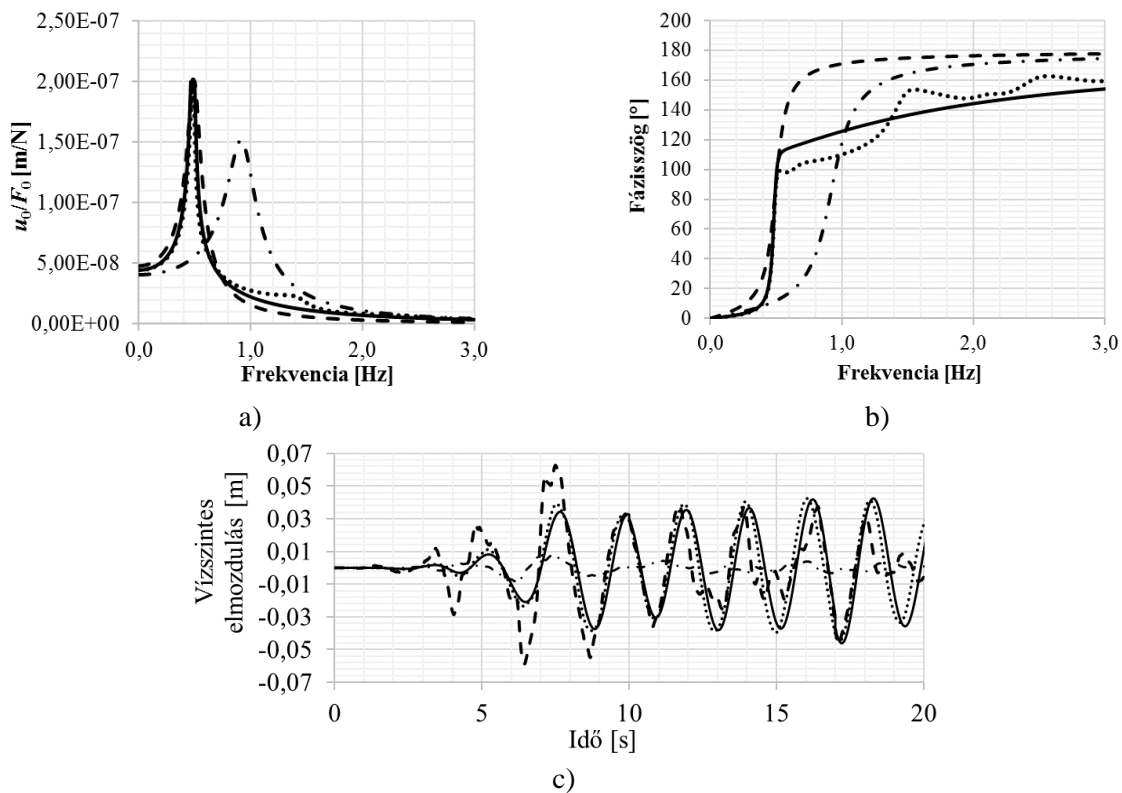 2,50E-07
2,00E-07
1,50E-07
1,00E-07
5,00E-08
0,00E+00
u0/F0 [m/N]
0,0 1,0 2,0 3,0
Frekvencia [Hz]
a)
200
180
160
140
120
100
80
60
40
20
0
Fázisszög [°]
0,0 1,0 2,0 3,0
Frekvencia [Hz]
b)
0,07
0,05
0,03
0,01
-0,01
-0,03
-0,05
-0,07
Vízszintes
elmozdulás [m]
0 5 10 15 20
Idő [s]
c)